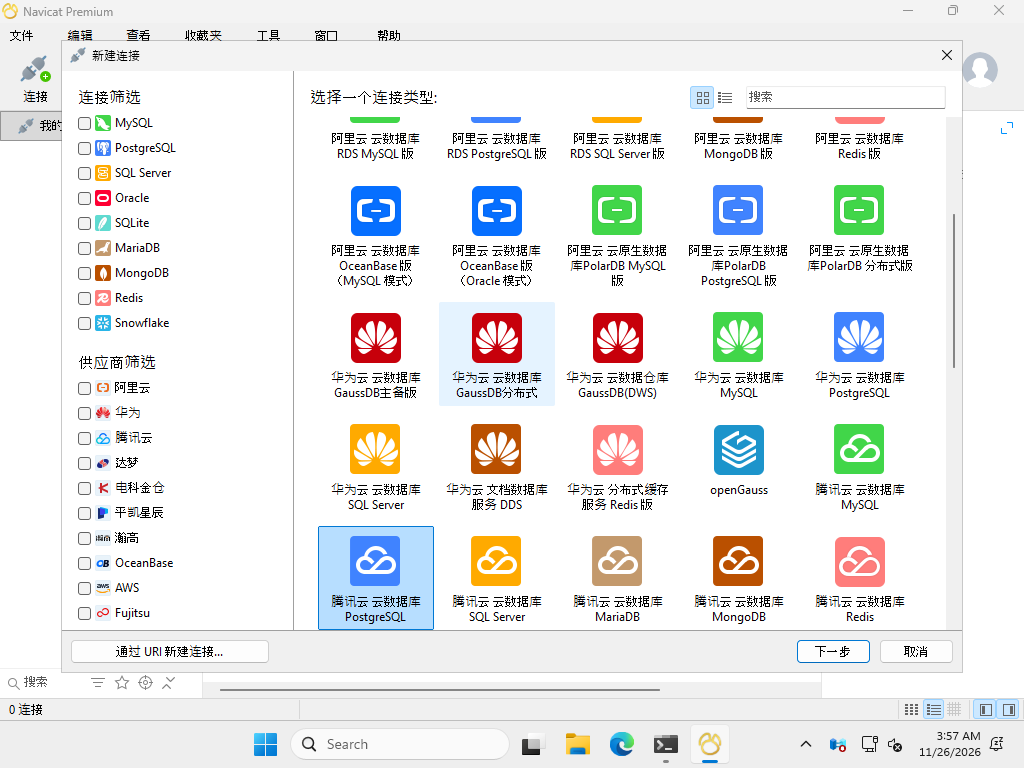 Navicat Premium
文件 编辑 查看 收藏夹 工具 窗口 帮助
新建连接
连接
我的
连接筛选
MySQL
PostgreSQL
SQL Server
Oracle
SQLite
MariaDB
MongoDB
Redis
Snowflake
供应商筛选
阿里云
华为
腾讯云
达梦
电科金仓
平凯星辰
瀚高
OceanBase
AWS
Fujitsu
选择一个连接类型:
搜索
阿里云 云数据库
RDS MySQL 版
阿里云 云数据库
RDS PostgreSQL 版
阿里云 云数据库
RDS SQL Server 版
阿里云 云数据库
MongoDB 版
阿里云 云数据库
Redis 版
阿里云 云数据库
OceanBase 版
（MySQL 模式）
阿里云 云数据库
OceanBase 版
（Oracle 模式）
阿里云 云原生数据
库PolarDB MySQL
版
阿里云 云原生数据
库PolarDB
PostgreSQL 版
阿里云 云原生数据
库PolarDB 分布式版
华为云 云数据库
GaussDB主备版
华为云 云数据库
GaussDB分布式
华为云 数据仓库
GaussDB(DWS)
华为云 云数据库
MySQL
华为云 云数据库
PostgreSQL
华为云 云数据库
SQL Server
华为云 文档数据库
服务 DDS
华为云 分布式缓存
服务 Redis 版
openGauss
腾讯云 云数据库
MySQL
腾讯云 云数据库
PostgreSQL
腾讯云 云数据库
SQL Server
腾讯云 云数据库
MariaDB
腾讯云 云数据库
MongoDB
腾讯云 云数据库
Redis
通过 URI 新建连接...
下一步
取消
搜索
0 连接
Search
3:57 AM
11/26/2026